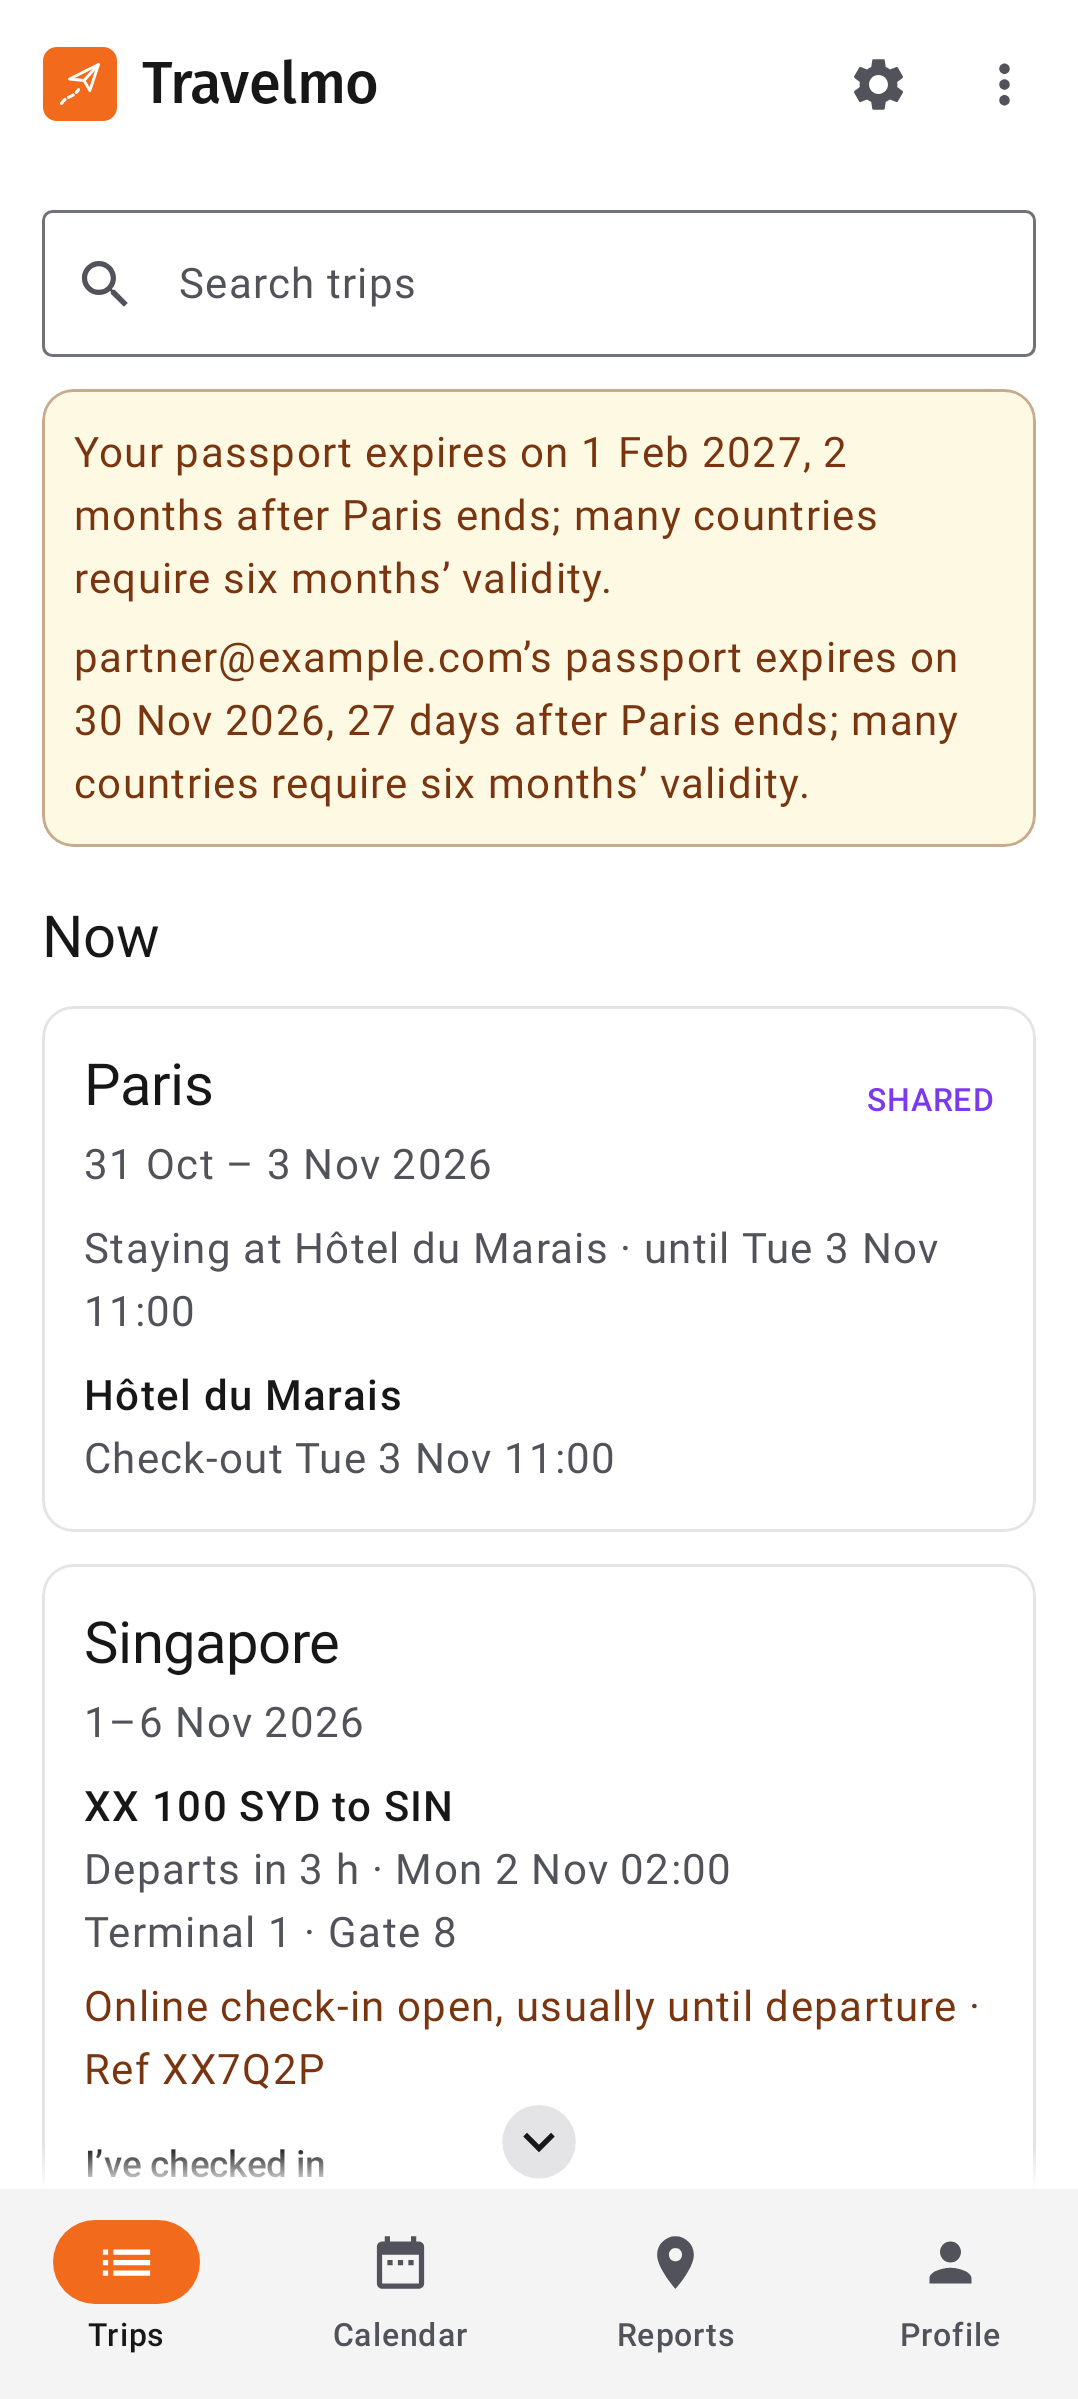 Travelmo
Search trips
Your passport expires on 1 Feb 2027, 2
months after Paris ends; many countries
require six months’ validity.
partner@example.com’s passport expires on
30 Nov 2026, 27 days after Paris ends; many
countries require six months’ validity.
Now
Paris
SHARED
31 Oct – 3 Nov 2026
Staying at Hôtel du Marais · until Tue 3 Nov
11:00
Hôtel du Marais
Check-out Tue 3 Nov 11:00
Singapore
1–6 Nov 2026
XX 100 SYD to SIN
Departs in 3 h · Mon 2 Nov 02:00
Terminal 1 · Gate 8
Online check-in open, usually until departure ·
Ref XX7Q2P
I’ve checked in
Trips
Calendar
Reports
Profile